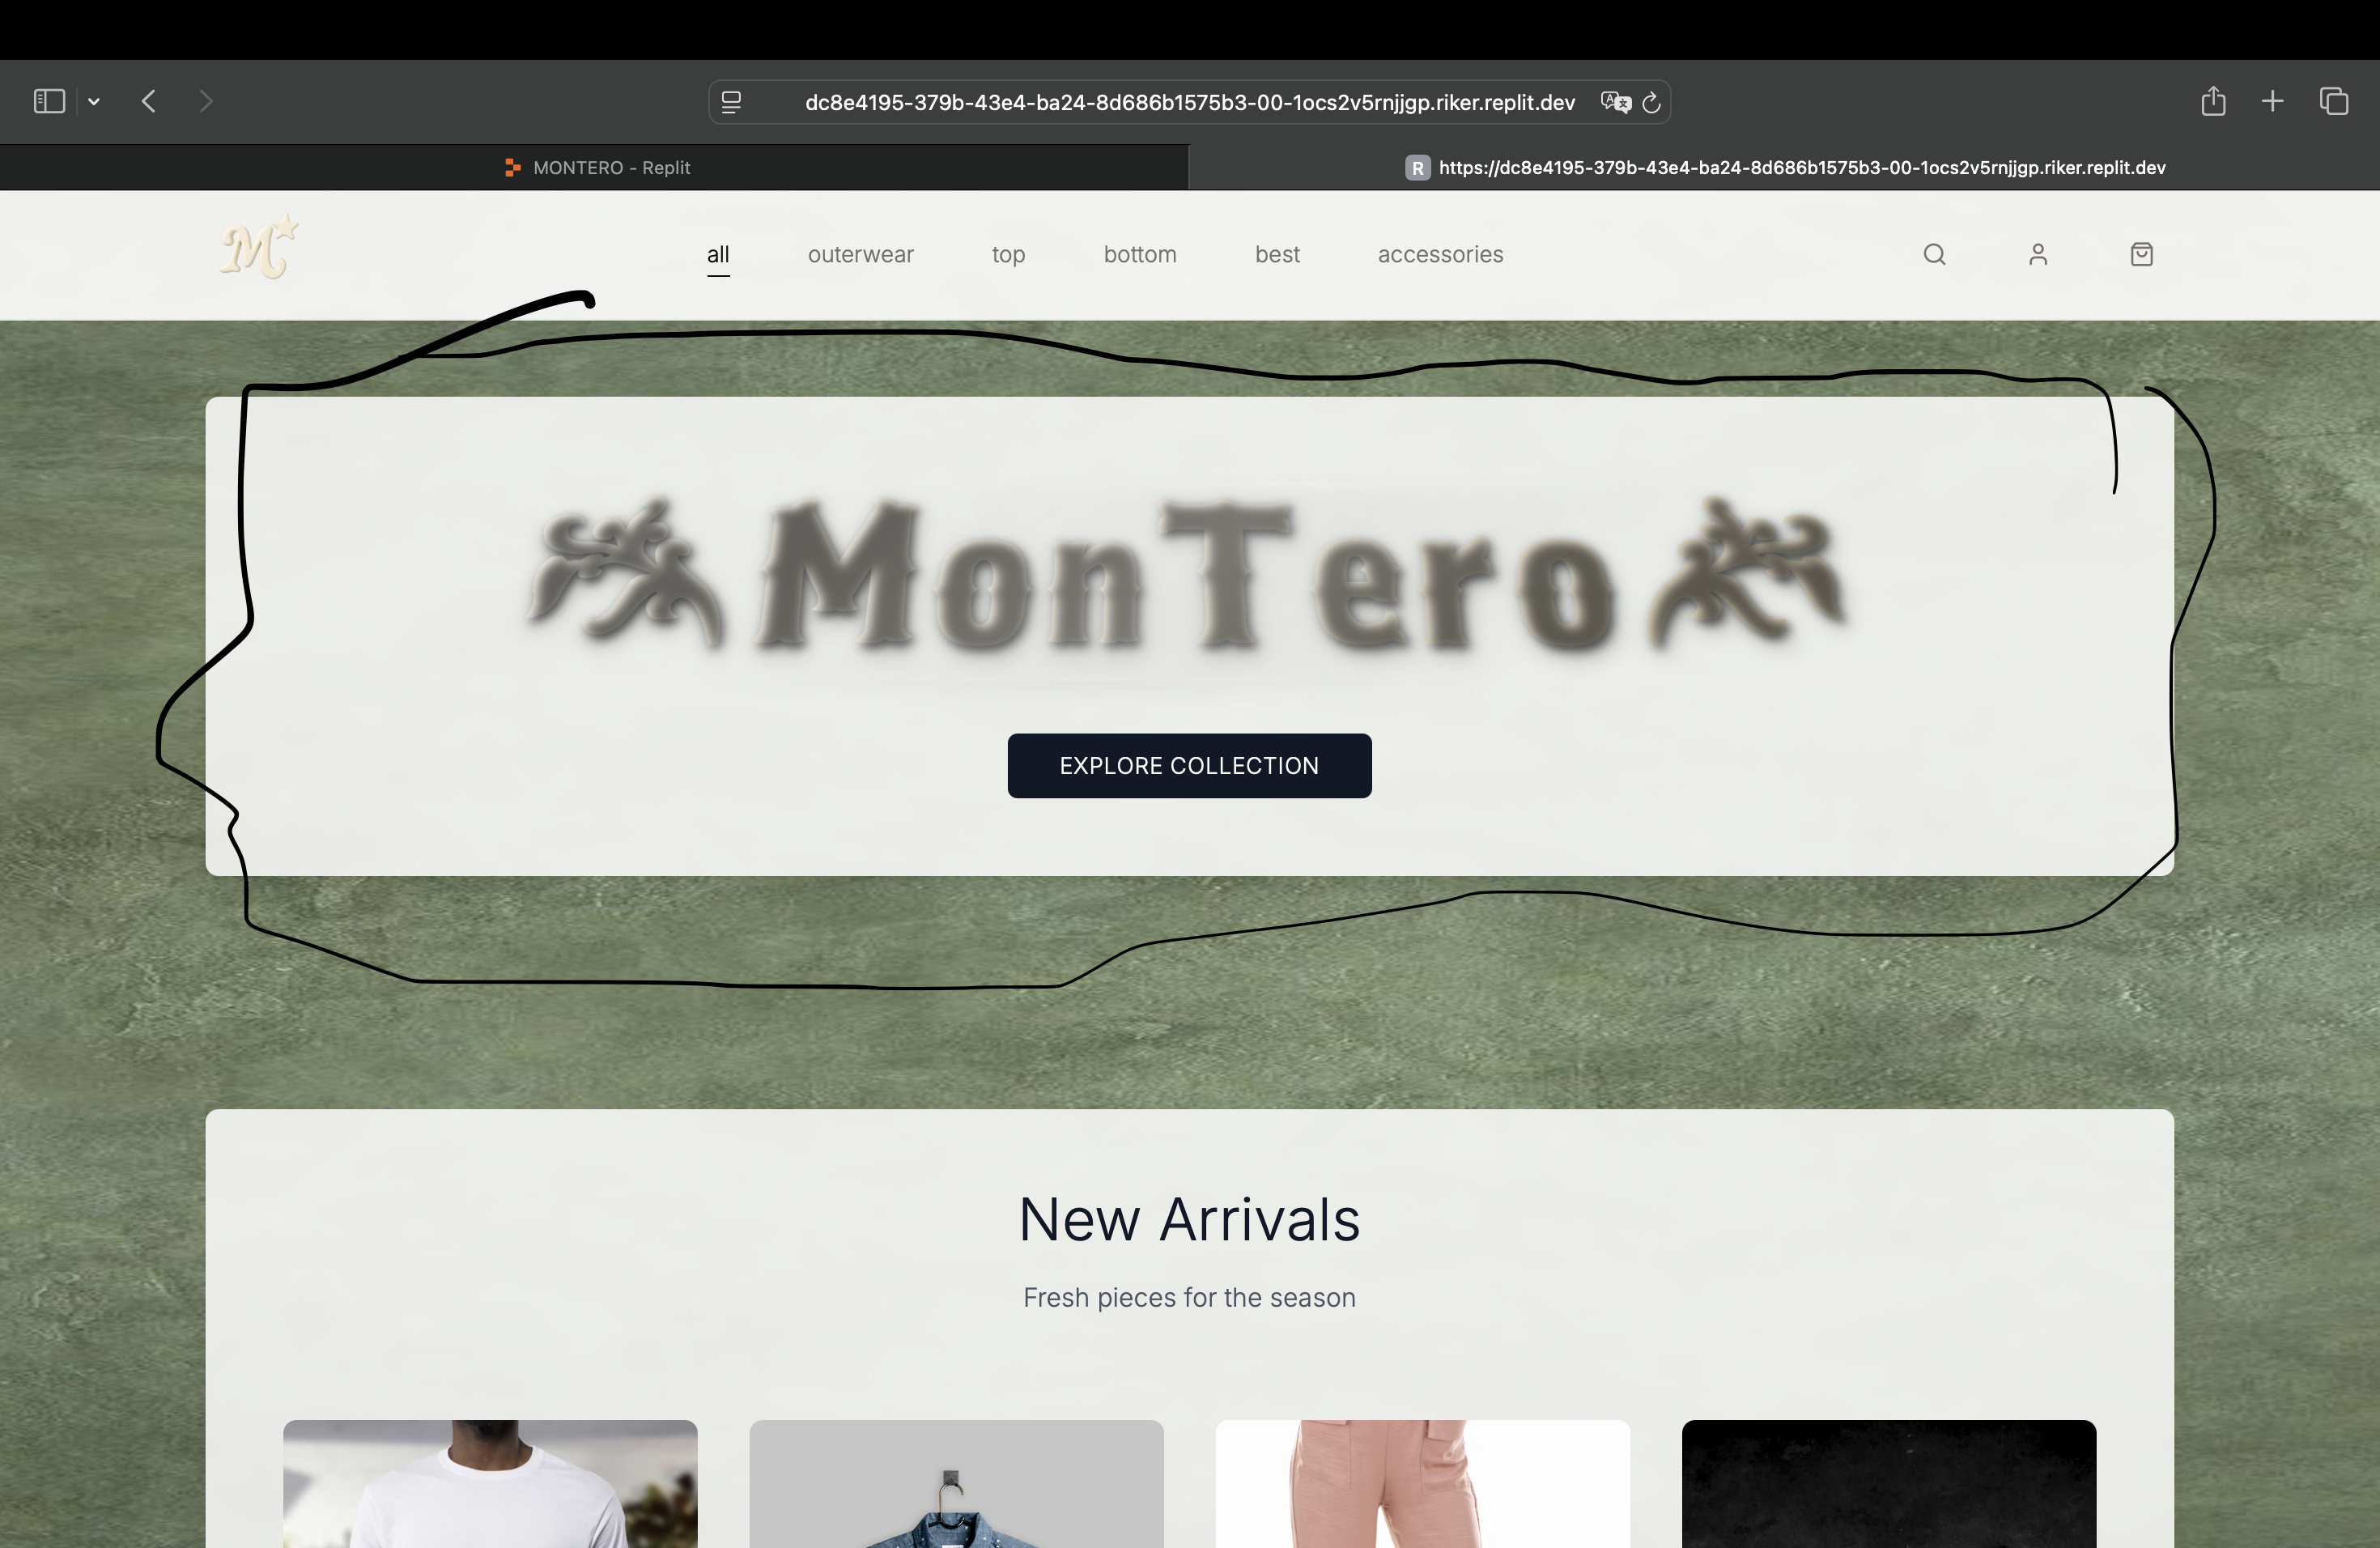 dc8e4195-379b-43e4-ba24-8d686b1575b3-00-1ocs2v5rnjjgp.riker.replit.dev
MONTERO - Replit
R https://dc8e4195-379b-43e4-ba24-8d686b1575b3-00-1ocs2v5rnjjgp.riker.replit.dev
M all outerwear top bottom best accessories
MonTero
EXPLORE COLLECTION
New Arrivals
Fresh pieces for the season